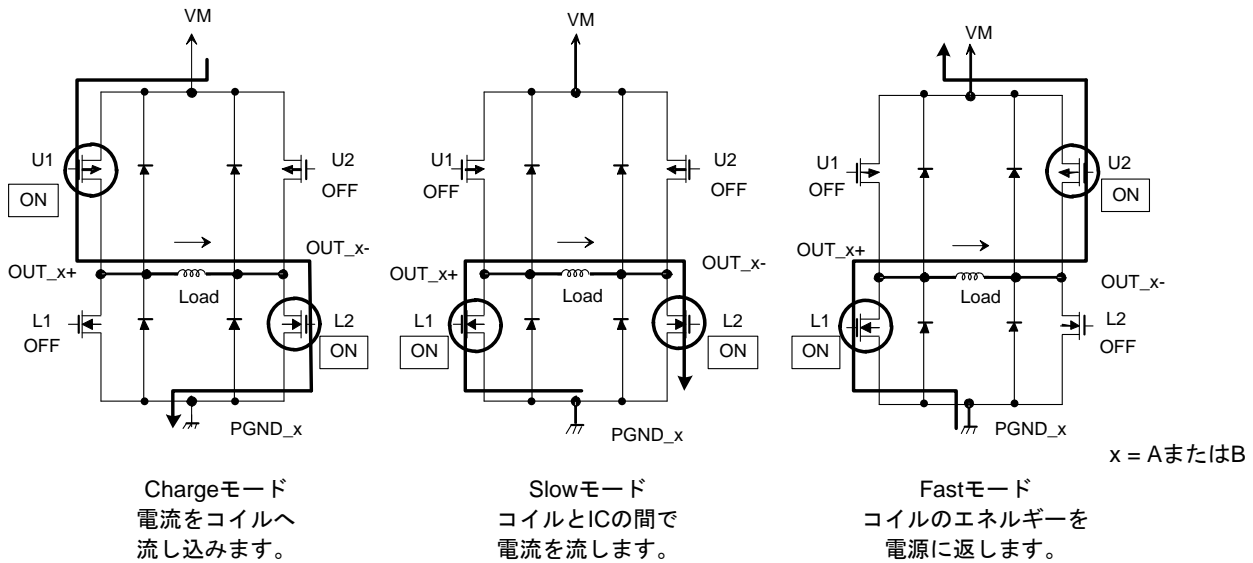 VM
U1
ON
U2
OFF
OUT_x+
OUT_x-
Load
L1
OFF
L2
ON
PGND_x
Chargeモード
電流をコイルへ
流し込みます。
VM
U1
OFF
U2
OFF
OUT_x+
OUT_x-
Load
L1
ON
L2
ON
PGND_x
Slowモード
コイルとICの間で
電流を流します。
VM
U1
OFF
U2
ON
OUT_x+
OUT_x-
Load
L1
ON
L2
OFF
PGND_x
x = AまたはB
Fastモード
コイルのエネルギーを
電源に返します。